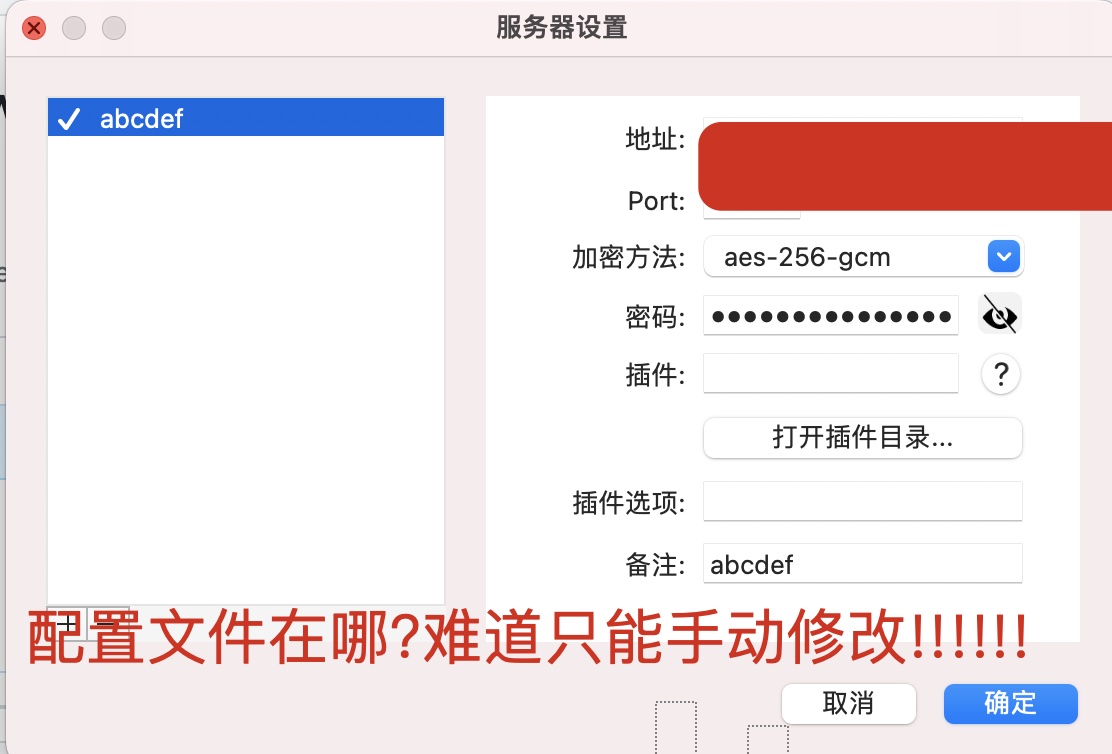 服务器设置
abcdef
地址:
Port:
加密方法:
aes-256-gcm
密码:
插件:
?
打开插件目录...
插件选项:
备注:
abcdef
配置文件在哪?难道只能手动修改!!!!!!
取消
确定